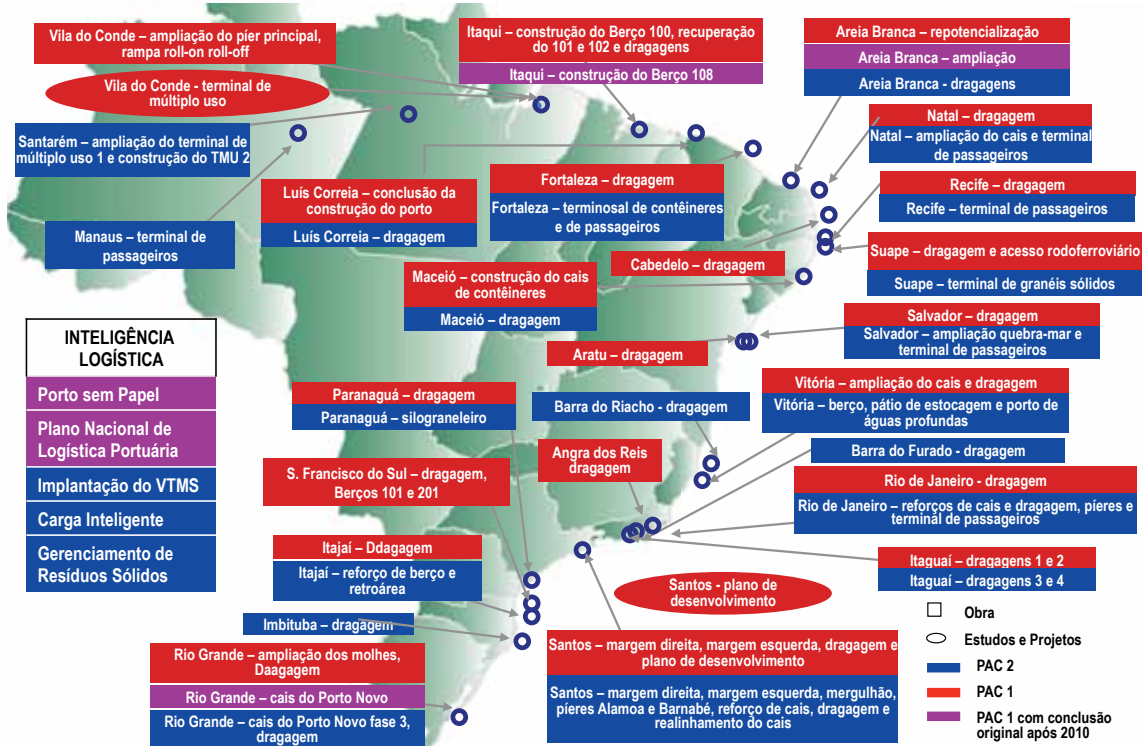 Vila do Conde – ampliação do píer principal,
rampa roll-on roll-off
Vila do Conde - terminal de
múltiplo uso
Santarém – ampliação do terminal de
múltiplo uso 1 e construção do TMU 2
Manaus – terminal de
passageiros
Itaqui – construção do Berço 100, recuperação
do 101 e 102 e dragagens
Itaqui – construção do Berço 108
Areia Branca – repotencialização
Areia Branca – ampliação
Areia Branca - dragagens
Natal – dragagem
Natal – ampliação do cais e terminal
de passageiros
Luís Correia – conclusão da
construção do porto
Luís Correia – dragagem
Fortaleza – dragagem
Fortaleza – terminosal de contêineres
e de passageiros
Recife – dragagem
Recife – terminal de passageiros
Cabedelo – dragagem
Suape – dragagem e acesso rodoferroviário
Suape – terminal de granéis sólidos
Maceió – construção do cais
de contêineres
Maceió – dragagem
Salvador – dragagem
Salvador – ampliação quebra-mar e
terminal de passageiros
Aratu – dragagem
INTELIGÊNCIA
LOGÍSTICA
Porto sem Papel
Plano Nacional de
Logística Portuária
Implantação do VTMS
Carga Inteligente
Gerenciamento de
Resíduos Sólidos
Paranaguá – dragagem
Paranaguá – silograneleiro
Barra do Riacho - dragagem
Vitória – ampliação do cais e dragagem
Vitória – berço, pátio de estocagem e porto de
águas profundas
Barra do Furado - dragagem
Angra dos Reis
dragagem
S. Francisco do Sul – dragagem,
Berços 101 e 201
Rio de Janeiro - dragagem
Rio de Janeiro – reforços de cais e dragagem, píeres e
terminal de passageiros
Itajaí – Ddagagem
Itajaí – reforço de berço e
retroárea
Itaguaí – dragagens 1 e 2
Itaguaí – dragagens 3 e 4
Santos - plano de
desenvolvimento
Imbituba – dragagem
Rio Grande – ampliação dos molhes,
Daagagem
Rio Grande – cais do Porto Novo
Rio Grande – cais do Porto Novo fase 3,
dragagem
Santos – margem direita, margem esquerda, dragagem e
plano de desenvolvimento
Santos – margem direita, margem esquerda, mergulhão,
píeres Alamoa e Barnabé, reforço de cais, dragagem e
realinhamento do cais
Obra
Estudos e Projetos
PAC 2
PAC 1
PAC 1 com conclusão
original após 2010